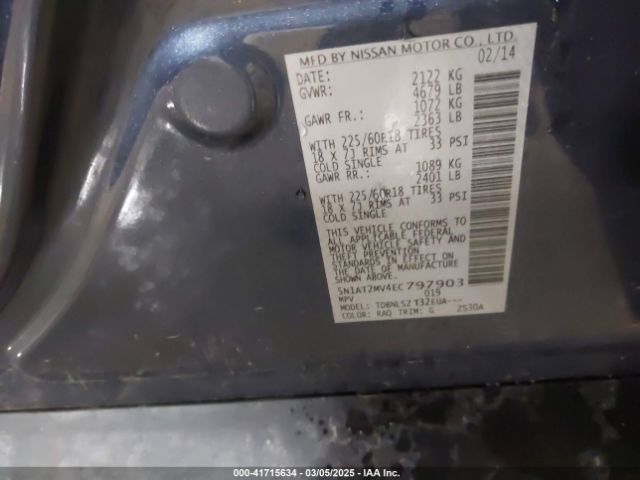 MFD BY NISSAN MOTOR CO., LTD.
DATE: 02/14
GVWR: 2122 KG
4679 LB
GAWR FR.: 1072 KG
2363 LB
WITH 225/60R18 TIRES
18 X 7J RIMS AT 33 PSI
COLD SINGLE
GAWR RR.: 1089 KG
2401 LB
WITH 225/60R18 TIRES
18 X 7J RIMS AT 33 PSI
COLD SINGLE
THIS VEHICLE CONFORMS TO
ALL APPLICABLE FEDERAL
MOTOR VEHICLE SAFETY AND
THEFT PREVENTION
STANDARDS IN EFFECT ON
THE DATE OF MANUFACTURE
SHOWN ABOVE.
5N1AT2MV4EC797903
MPV 019
MODEL: TDBNLSZ T32EUA---
COLOR: RAQ TRIM: G ZS30A
000-41715634 / 03/05/2025 - IAA Inc.